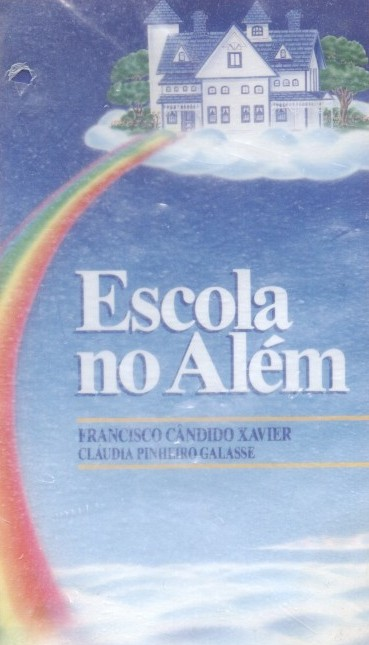 Escola
no Além
FRANCISCO CÂNDIDO XAVIER
CLÁUDIA PINHEIRO GALASSE